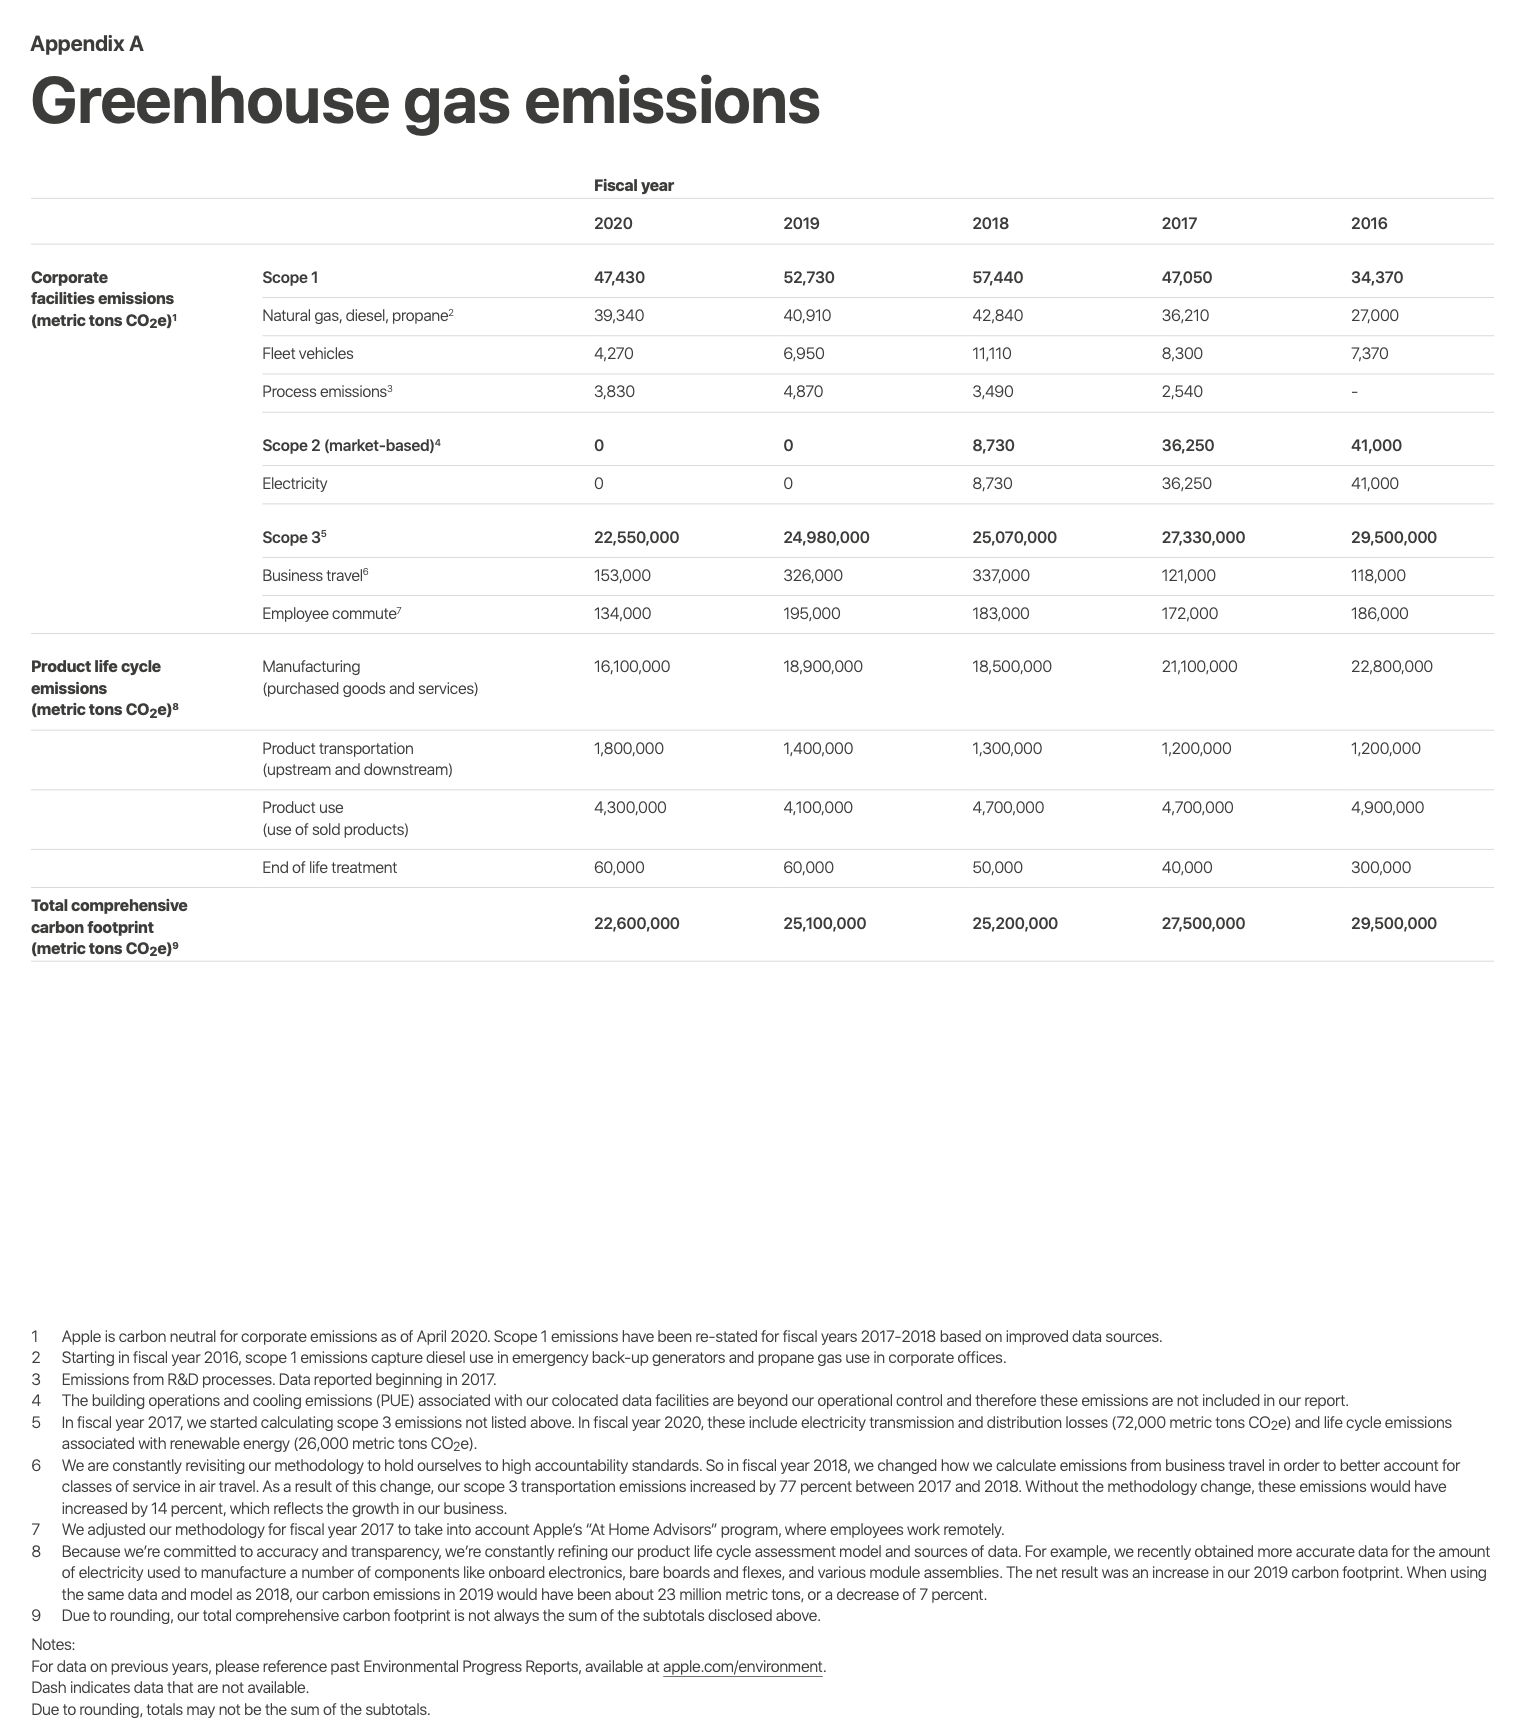 Appendix A
Greenhouse gas emissions
Fiscal year
2020 2019 2018 2017 2016
Corporate
facilities emissions
(metric tons CO2e)1
Scope 1 47,430 52,730 57,440 47,050 34,370
Natural gas, diesel, propane2 39,340 40,910 42,840 36,210 27,000
Fleet vehicles 4,270 6,950 11,110 8,300 7,370
Process emissions3 3,830 4,870 3,490 2,540 -
Scope 2 (market-based)4 0 0 8,730 36,250 41,000
Electricity 0 0 8,730 36,250 41,000
Scope 35 22,550,000 24,980,000 25,070,000 27,330,000 29,500,000
Business travel6 153,000 326,000 337,000 121,000 118,000
Employee commute7 134,000 195,000 183,000 172,000 186,000
Product life cycle
emissions
(metric tons CO2e)8
Manufacturing 16,100,000 18,900,000 18,500,000 21,100,000 22,800,000
(purchased goods and services)
Product transportation 1,800,000 1,400,000 1,300,000 1,200,000 1,200,000
(upstream and downstream)
Product use 4,300,000 4,100,000 4,700,000 4,700,000 4,900,000
(use of sold products)
End of life treatment 60,000 60,000 50,000 40,000 300,000
Total comprehensive
carbon footprint
(metric tons CO2e)9
22,600,000 25,100,000 25,200,000 27,500,000 29,500,000
1 Apple is carbon neutral for corporate emissions as of April 2020. Scope 1 emissions have been re-stated for fiscal years 2017-2018 based on improved data sources.
2 Starting in fiscal year 2016, scope 1 emissions capture diesel use in emergency back-up generators and propane gas use in corporate offices.
3 Emissions from R&D processes. Data reported beginning in 2017.
4 The building operations and cooling emissions (PUE) associated with our colocated data facilities are beyond our operational control and therefore these emissions are not included in our report.
5 In fiscal year 2017, we started calculating scope 3 emissions not listed above. In fiscal year 2020, these include electricity transmission and distribution losses (72,000 metric tons CO2e) and life cycle emissions
associated with renewable energy (26,000 metric tons CO2e).
6 We are constantly revisiting our methodology to hold ourselves to high accountability standards. So in fiscal year 2018, we changed how we calculate emissions from business travel in order to better account for
classes of service in air travel. As a result of this change, our scope 3 transportation emissions increased by 77 percent between 2017 and 2018. Without the methodology change, these emissions would have
increased by 14 percent, which reflects the growth in our business.
7 We adjusted our methodology for fiscal year 2017 to take into account Apple's “At Home Advisors” program, where employees work remotely.
8 Because we're committed to accuracy and transparency, we're constantly refining our product life cycle assessment model and sources of data. For example, we recently obtained more accurate data for the amount
of electricity used to manufacture a number of components like onboard electronics, bare boards and flexes, and various module assemblies. The net result was an increase in our 2019 carbon footprint. When using
the same data and model as 2018, our carbon emissions in 2019 would have been about 23 million metric tons, or a decrease of 7 percent.
9 Due to rounding, our total comprehensive carbon footprint is not always the sum of the subtotals disclosed above.
Notes:
For data on previous years, please reference past Environmental Progress Reports, available at apple.com/environment.
Dash indicates data that are not available.
Due to rounding, totals may not be the sum of the subtotals.